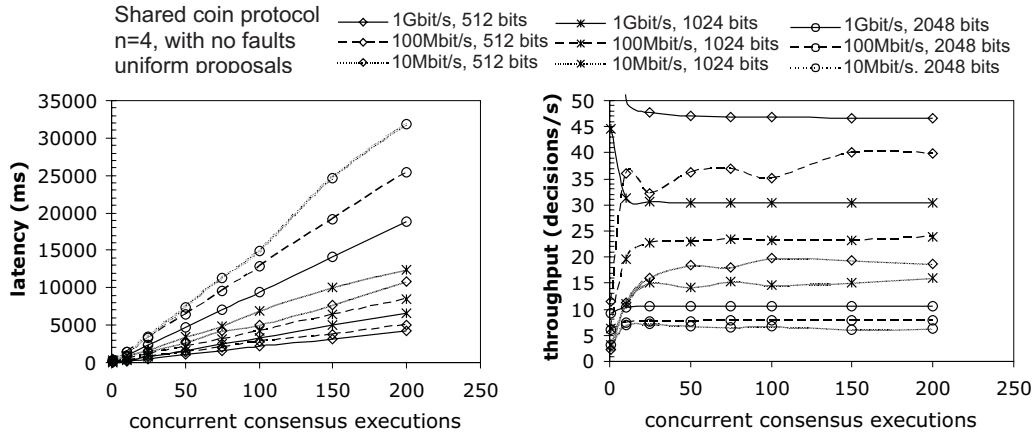 Shared coin protocol
n=4, with no faults
uniform proposals
1Gbit/s, 512 bits
1Gbit/s, 1024 bits
1Gbit/s, 2048 bits
100Mbit/s, 512 bits
100Mbit/s, 1024 bits
100Mbit/s, 2048 bits
10Mbit/s, 512 bits
10Mbit/s, 1024 bits
10Mbit/s, 2048 bits
latency (ms)
35000
30000
25000
20000
15000
10000
5000
0
0 50 100 150 200 250
concurrent consensus executions
throughput (decisions/s)
50
45
40
35
30
25
20
15
10
5
0
0 50 100 150 200 250
concurrent consensus executions